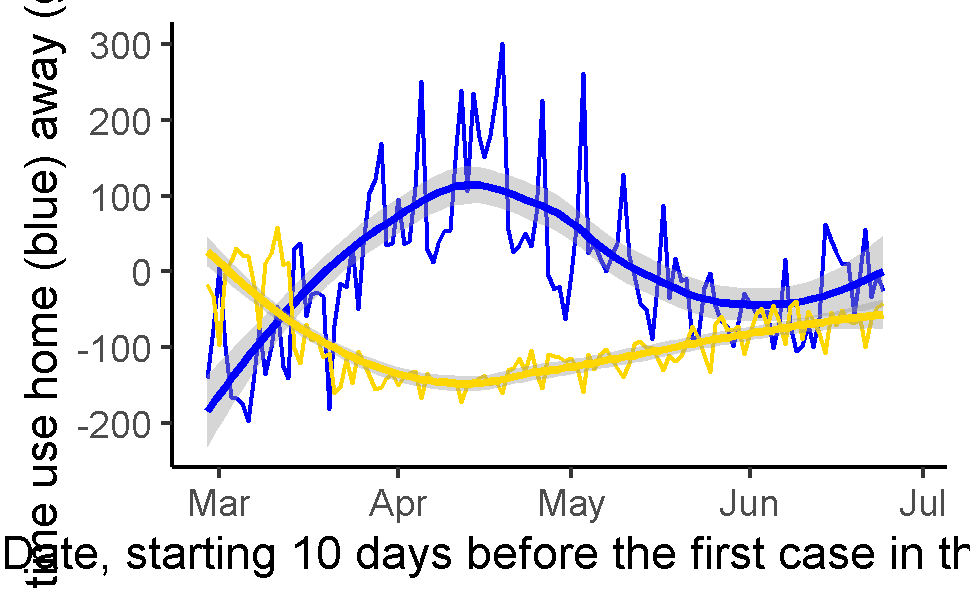 time use home (blue) away (
300
200
100
0
-100
-200
Mar Apr May Jun Jul
Date, starting 10 days before the first case in th